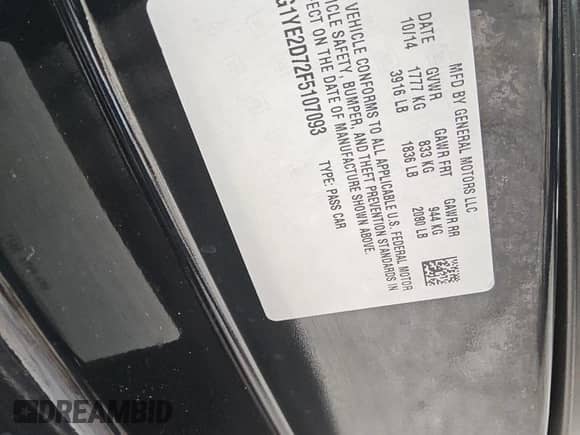 MFD BY GENERAL MOTORS LLC
DATE GVWR GAWR FRT GAWR RR
10/14 1777 KG 833 KG 944 KG
3916 LB 1836 LB 2080 LB
VEHICLE CONFORMS TO ALL APPLICABLE U.S. FEDERAL MOTOR
VEHICLE SAFETY, BUMPER, AND THEFT PREVENTION STANDARDS IN
EFFECT ON THE DATE OF MANUFACTURE SHOWN ABOVE.
G1YE2D72F5107093 TYPE: PASS CAR
DREAMBID